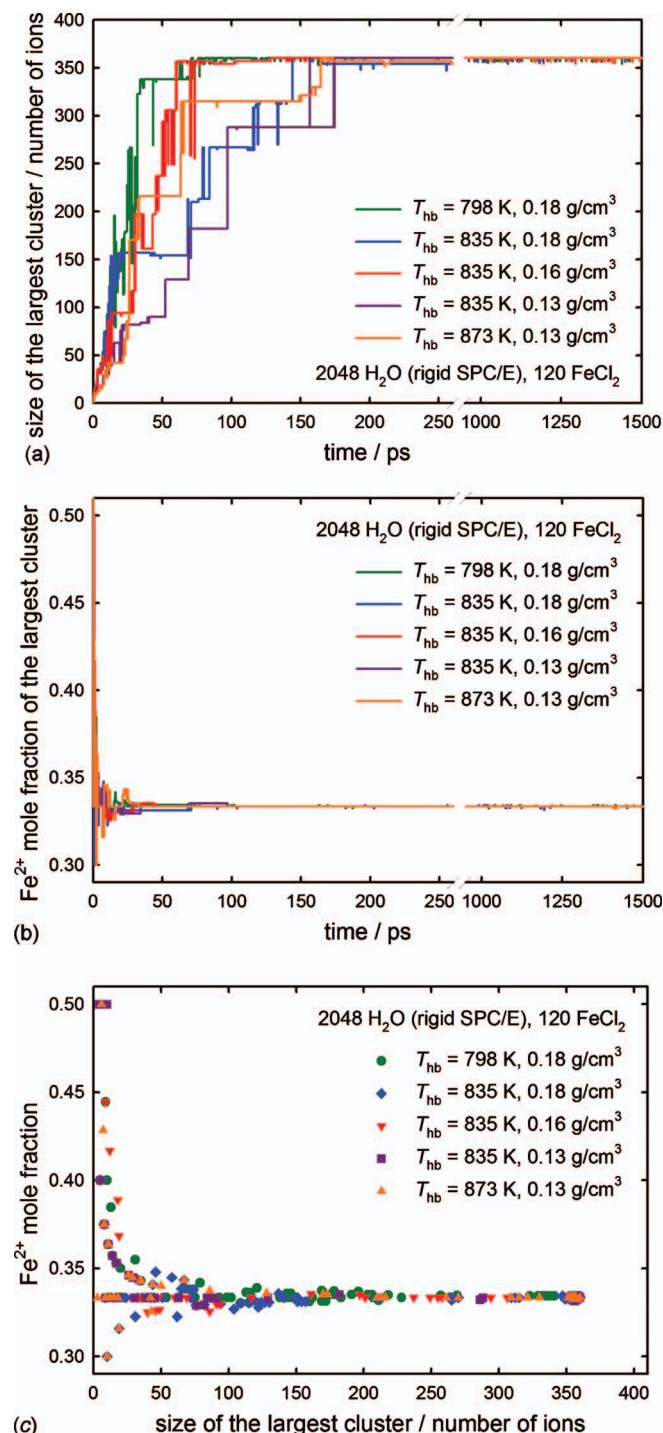 400
350
300
250
200
150
100
50
0
size of the largest cluster / number of ions
T_hb = 798 K, 0.18 g/cm³
T_hb = 835 K, 0.18 g/cm³
T_hb = 835 K, 0.16 g/cm³
T_hb = 835 K, 0.13 g/cm³
T_hb = 873 K, 0.13 g/cm³
2048 H₂O (rigid SPC/E), 120 FeCl₂
0 50 100 150 200 250 1000 1250 1500
time / ps
(a)
0.50
0.45
0.40
0.35
0.30
Fe²⁺ mole fraction of the largest cluster
2048 H₂O (rigid SPC/E), 120 FeCl₂
T_hb = 798 K, 0.18 g/cm³
T_hb = 835 K, 0.18 g/cm³
T_hb = 835 K, 0.16 g/cm³
T_hb = 835 K, 0.13 g/cm³
T_hb = 873 K, 0.13 g/cm³
0 50 100 150 200 250 1000 1250 1500
time / ps
(b)
0.50
0.45
0.40
0.35
0.30
Fe²⁺ mole fraction
2048 H₂O (rigid SPC/E), 120 FeCl₂
T_hb = 798 K, 0.18 g/cm³
T_hb = 835 K, 0.18 g/cm³
T_hb = 835 K, 0.16 g/cm³
T_hb = 835 K, 0.13 g/cm³
T_hb = 873 K, 0.13 g/cm³
0 50 100 150 200 250 300 350 400
size of the largest cluster / number of ions
(c)